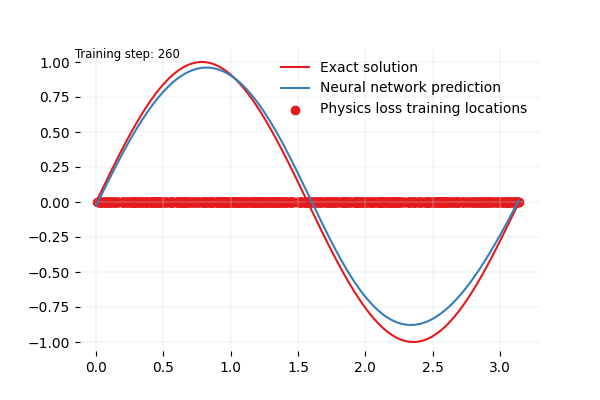 Training step: 260
Exact solution
Neural network prediction
Physics loss training locations
1.00
0.75
0.50
0.25
0.00
−0.25
−0.50
−0.75
−1.00
0.0 0.5 1.0 1.5 2.0 2.5 3.0